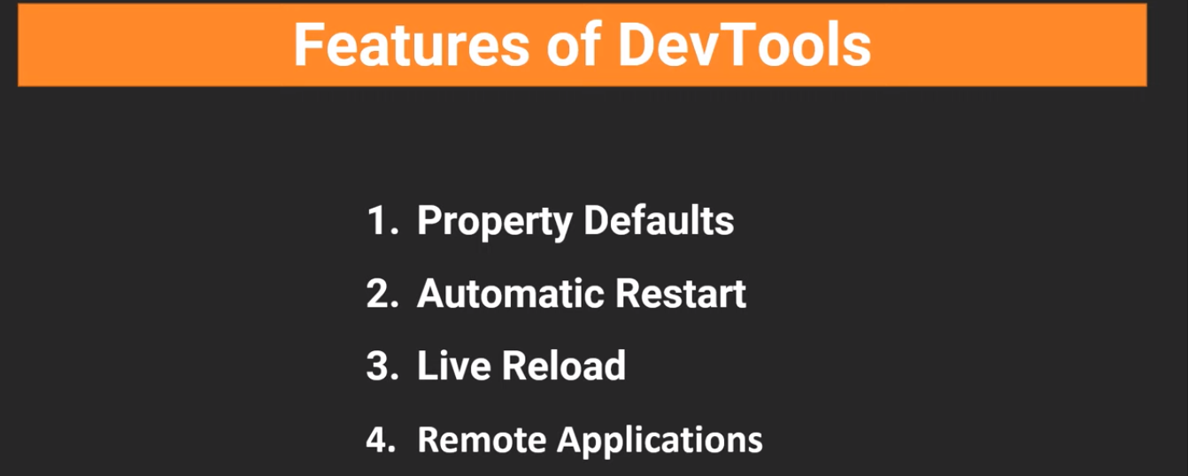 Features of DevTools
1. Property Defaults
2. Automatic Restart
3. Live Reload
4. Remote Applications